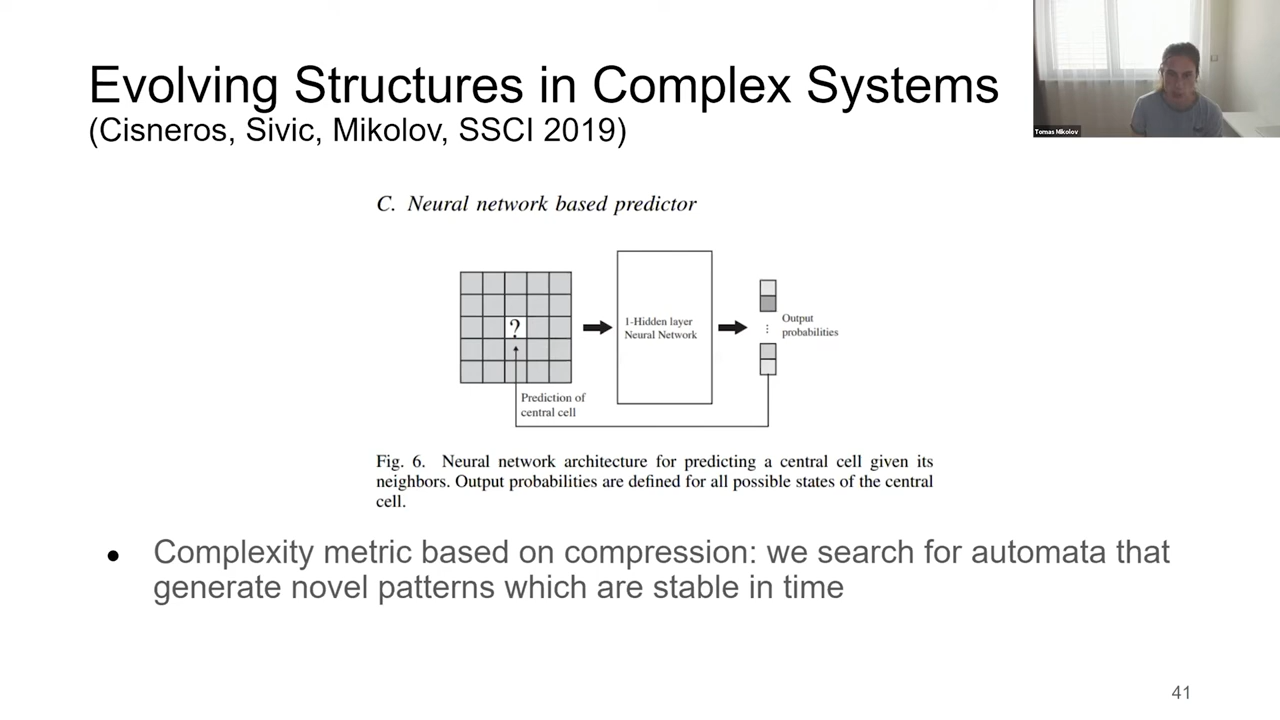 Evolving Structures in Complex Systems
(Cisneros, Sivic, Mikolov, SSCI 2019)
Tomas Mikolov
C. Neural network based predictor
?
1-Hidden layer
Neural Network
Output
probabilities
Prediction of
central cell
Fig. 6. Neural network architecture for predicting a central cell given its
neighbors. Output probabilities are defined for all possible states of the central
cell.
● Complexity metric based on compression: we search for automata that
generate novel patterns which are stable in time
41